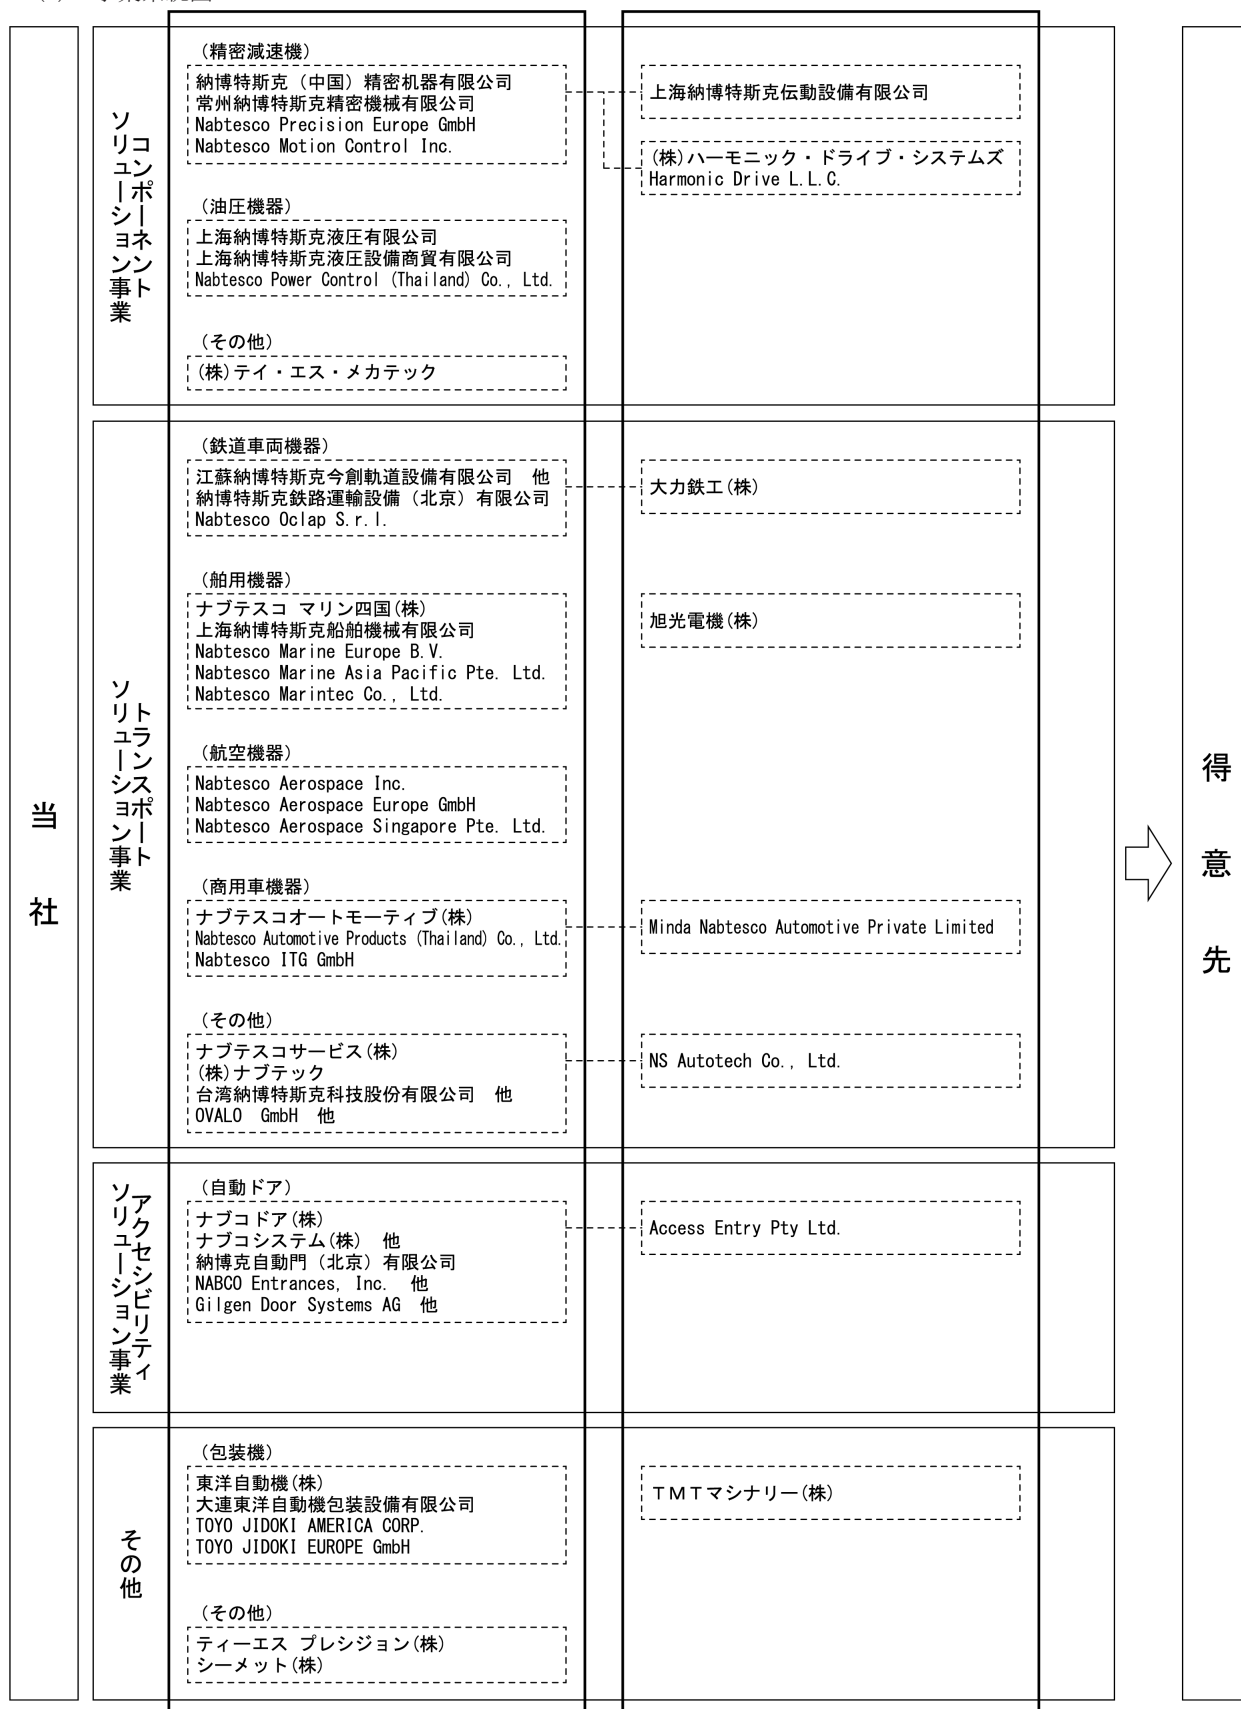 当社
コンポーネント
ソリューション事業
(精密減速機)
納博特斯克(中国)精密机器有限公司
常州納博特斯克精密機械有限公司
Nabtesco Precision Europe GmbH
Nabtesco Motion Control Inc.
上海納博特斯克伝動設備有限公司
(株)ハーモニック・ドライブ・システムズ
Harmonic Drive L.L.C.
(油圧機器)
上海納博特斯克液圧有限公司
上海納博特斯克液圧設備商貿有限公司
Nabtesco Power Control (Thailand) Co., Ltd.
(その他)
(株)テイ・エス・メカテック
トランスポート
ソリューション事業
(鉄道車両機器)
江蘇納博特斯克今創軌道設備有限公司 他
納博特斯克鉄路運輸設備(北京)有限公司
Nabtesco Oclap S.r.l.
大力鉄工(株)
(舶用機器)
ナブテスコ マリン四国(株)
上海納博特斯克船舶機械有限公司
Nabtesco Marine Europe B.V.
Nabtesco Marine Asia Pacific Pte. Ltd.
Nabtesco Marintec Co., Ltd.
旭光電機(株)
(航空機器)
Nabtesco Aerospace Inc.
Nabtesco Aerospace Europe GmbH
Nabtesco Aerospace Singapore Pte. Ltd.
(商用車機器)
ナブテスコオートモーティブ(株)
Nabtesco Automotive Products (Thailand) Co., Ltd.
Nabtesco ITG GmbH
Minda Nabtesco Automotive Private Limited
(その他)
ナブテスコサービス(株)
(株)ナブテック
台湾納博特斯克科技股份有限公司 他
OVALO GmbH 他
NS Autotech Co., Ltd.
アクセシビリティ
ソリューション事業
(自動ドア)
ナブコドア(株)
ナブコシステム(株) 他
納博克自動門(北京)有限公司
NABCO Entrances, Inc. 他
Gilgen Door Systems AG 他
Access Entry Pty Ltd.
その他
(包装機)
東洋自動機(株)
大連東洋自動機包装設備有限公司
TOYO JIDOKI AMERICA CORP.
TOYO JIDOKI EUROPE GmbH
TMTマシナリー(株)
(その他)
ティーエス プレシジョン(株)
シーメット(株)
得意先